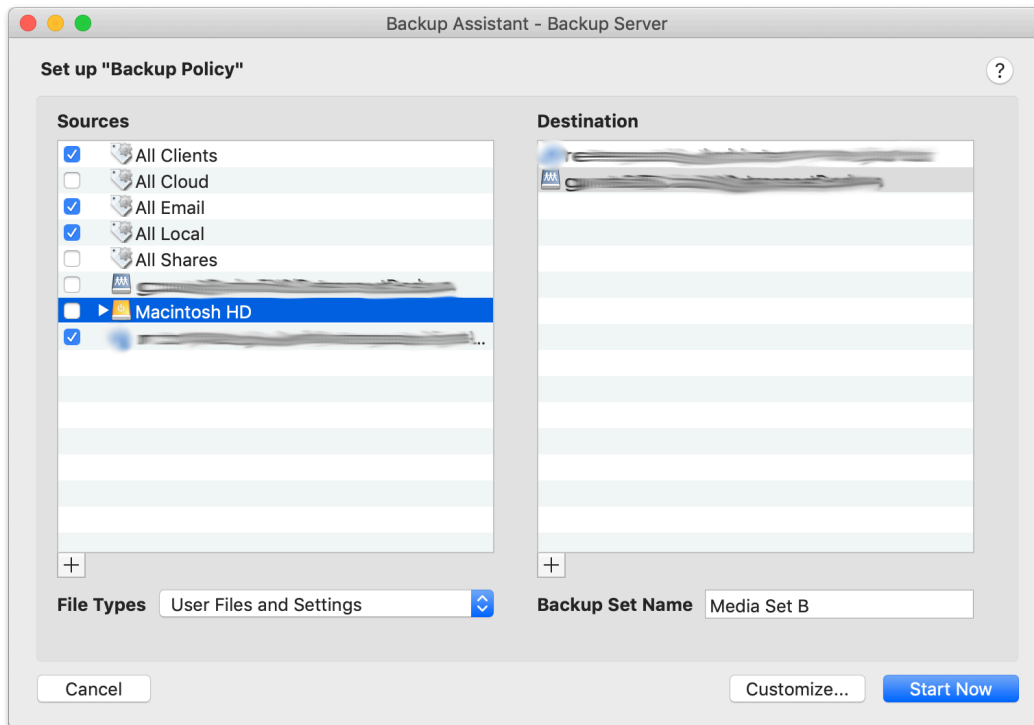 Backup Assistant - Backup Server
Set up "Backup Policy"
?
Sources
All Clients
All Cloud
All Email
All Local
All Shares
Macintosh HD
...
File Types
User Files and Settings
Destination
Backup Set Name
Media Set B
Cancel
Customize...
Start Now